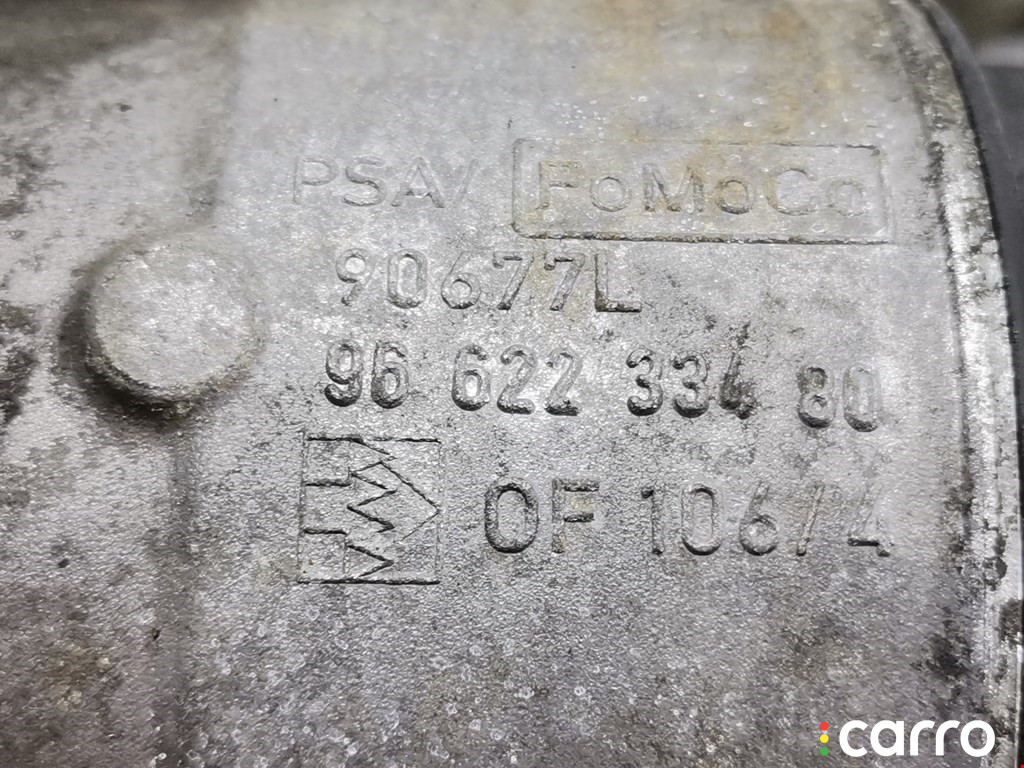 PSA/ FoMoCo
90677L
96 622 334 80
OF 106/4
carro